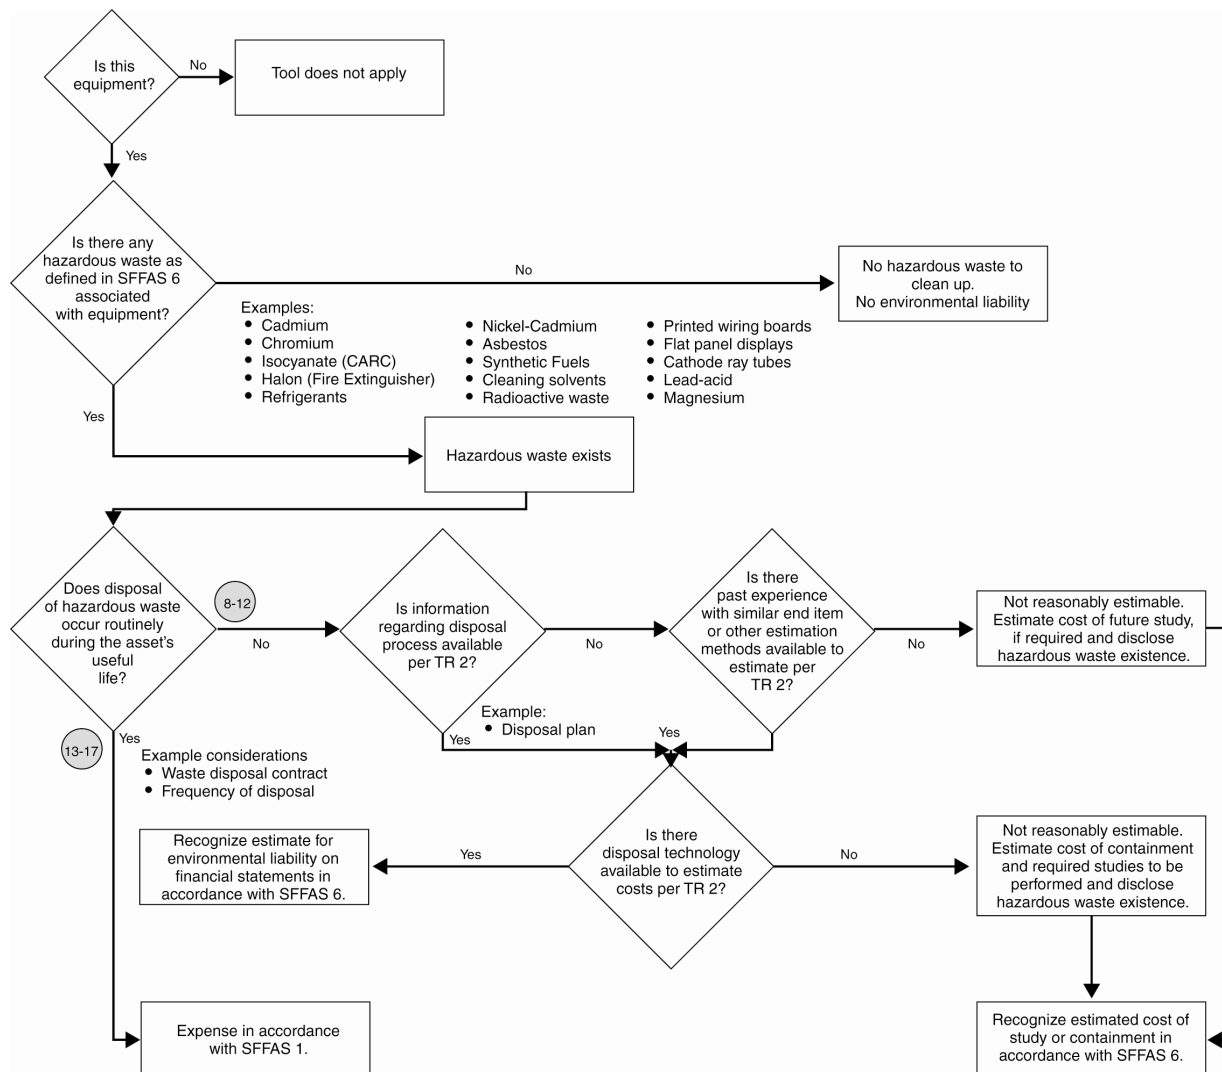 Is this
equipment?
No
Tool does not apply
Yes
Is there any
hazardous waste as
defined in SFFAS 6
associated
with equipment?
No
No hazardous waste to
clean up.
No environmental liability
Examples:
• Cadmium
• Chromium
• Isocyanate (CARC)
• Halon (Fire Extinguisher)
• Refrigerants
• Nickel-Cadmium
• Asbestos
• Synthetic Fuels
• Cleaning solvents
• Radioactive waste
• Printed wiring boards
• Flat panel displays
• Cathode ray tubes
• Lead-acid
• Magnesium
Yes
Hazardous waste exists
Does disposal
of hazardous waste
occur routinely
during the asset's
useful
life?
8-12
No
Is information
regarding disposal
process available
per TR 2?
No
Is there
past experience
with similar end item
or other estimation
methods available to
estimate per
TR 2?
No
Not reasonably estimable.
Estimate cost of future study,
if required and disclose
hazardous waste existence.
Example:
• Disposal plan
Yes
Yes
13-17
Yes
Example considerations
• Waste disposal contract
• Frequency of disposal
Recognize estimate for
environmental liability on
financial statements in
accordance with SFFAS 6.
Yes
Is there
disposal technology
available to estimate
costs per TR 2?
No
Not reasonably estimable.
Estimate cost of containment
and required studies to be
performed and disclose
hazardous waste existence.
Expense in accordance
with SFFAS 1.
Recognize estimated cost of
study or containment in
accordance with SFFAS 6.